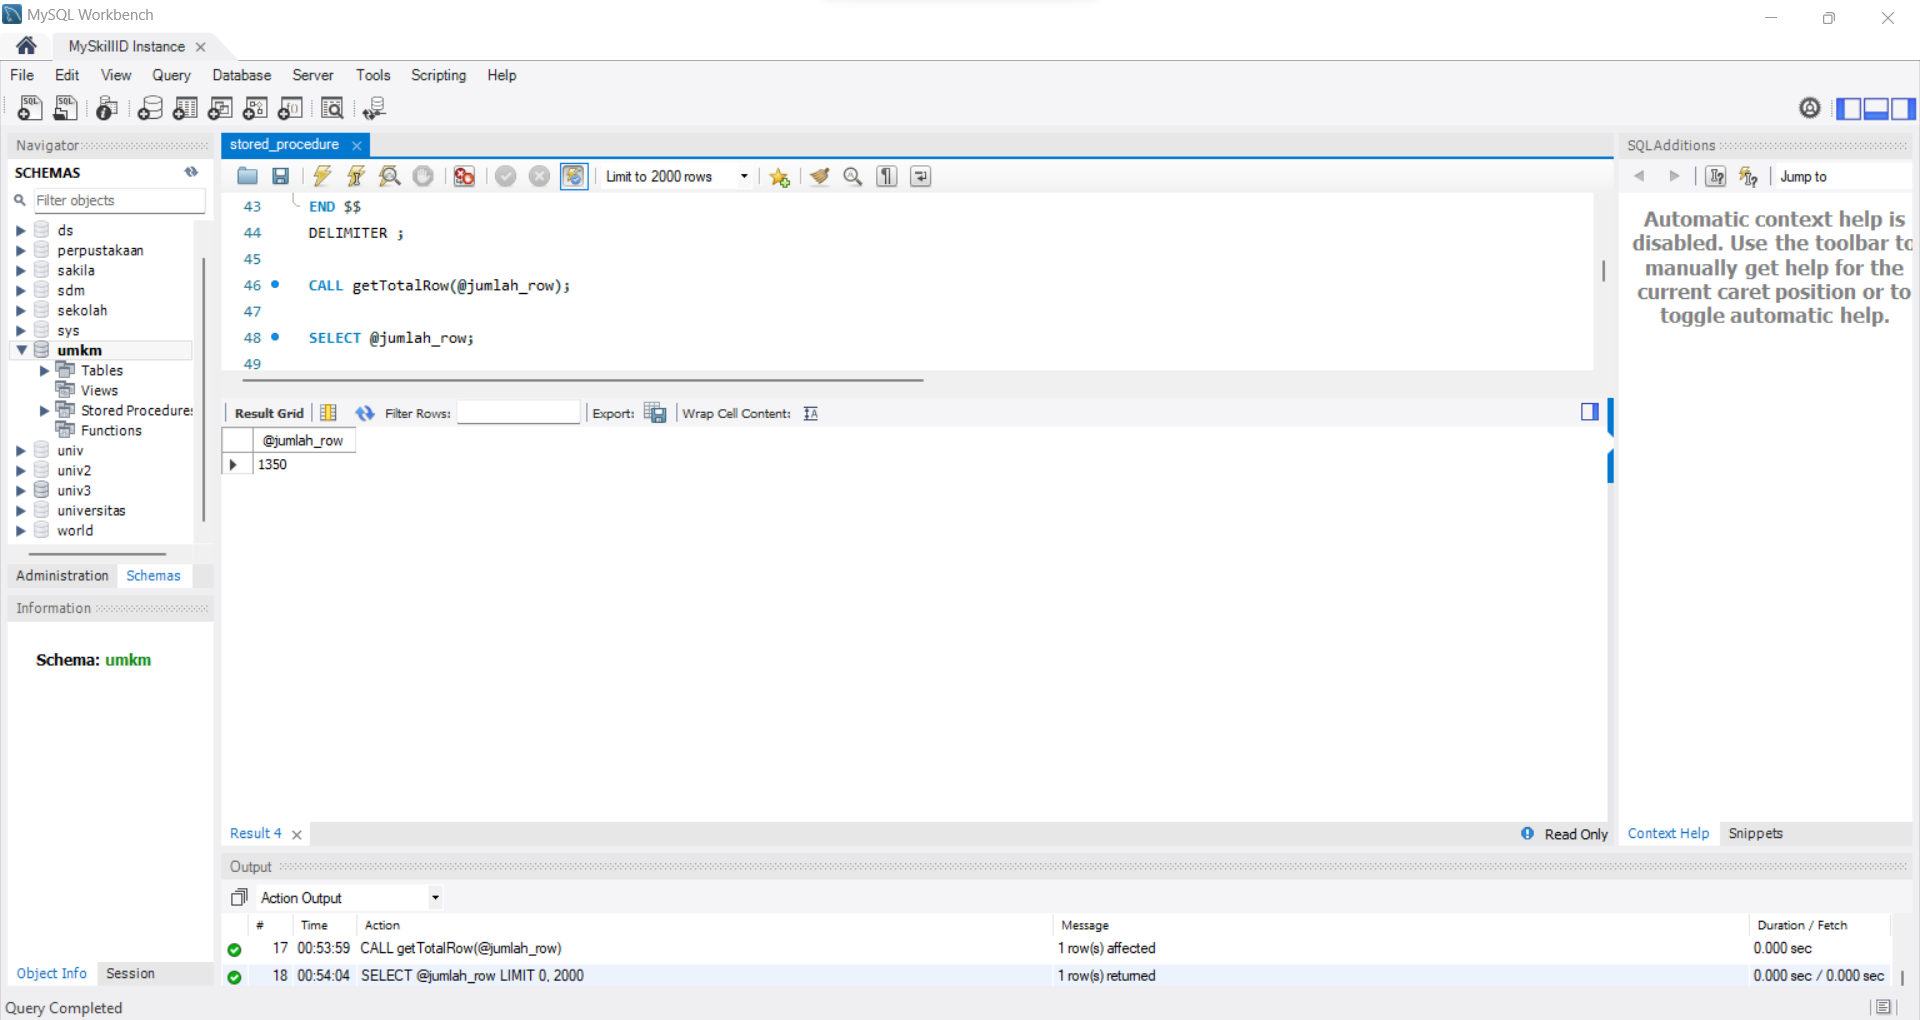 MySQL Workbench
MySkillID Instance
File Edit View Query Database Server Tools Scripting Help
Navigator
SCHEMAS
Filter objects
ds
perpustakaan
sakila
sdm
sekolah
sys
umkm
Tables
Views
Stored Procedures
Functions
univ
univ2
univ3
universitas
world
Administration Schemas
Information
Schema: umkm
Object Info Session
stored_procedure
Limit to 2000 rows
43 END $$
44 DELIMITER ;
45
46 CALL getTotalRow(@jumlah_row);
47
48 SELECT @jumlah_row;
49
Result Grid Filter Rows: Export: Wrap Cell Content:
@jumlah_row
1350
Result 4 Read Only
SQLAdditions
Jump to
Automatic context help is
disabled. Use the toolbar to
manually get help for the
current caret position or to
toggle automatic help.
Context Help Snippets
Output
Action Output
# Time Action Message Duration / Fetch
17 00:53:59 CALL getTotalRow(@jumlah_row) 1 row(s) affected 0.000 sec
18 00:54:04 SELECT @jumlah_row LIMIT 0, 2000 1 row(s) returned 0.000 sec / 0.000 sec
Query Completed